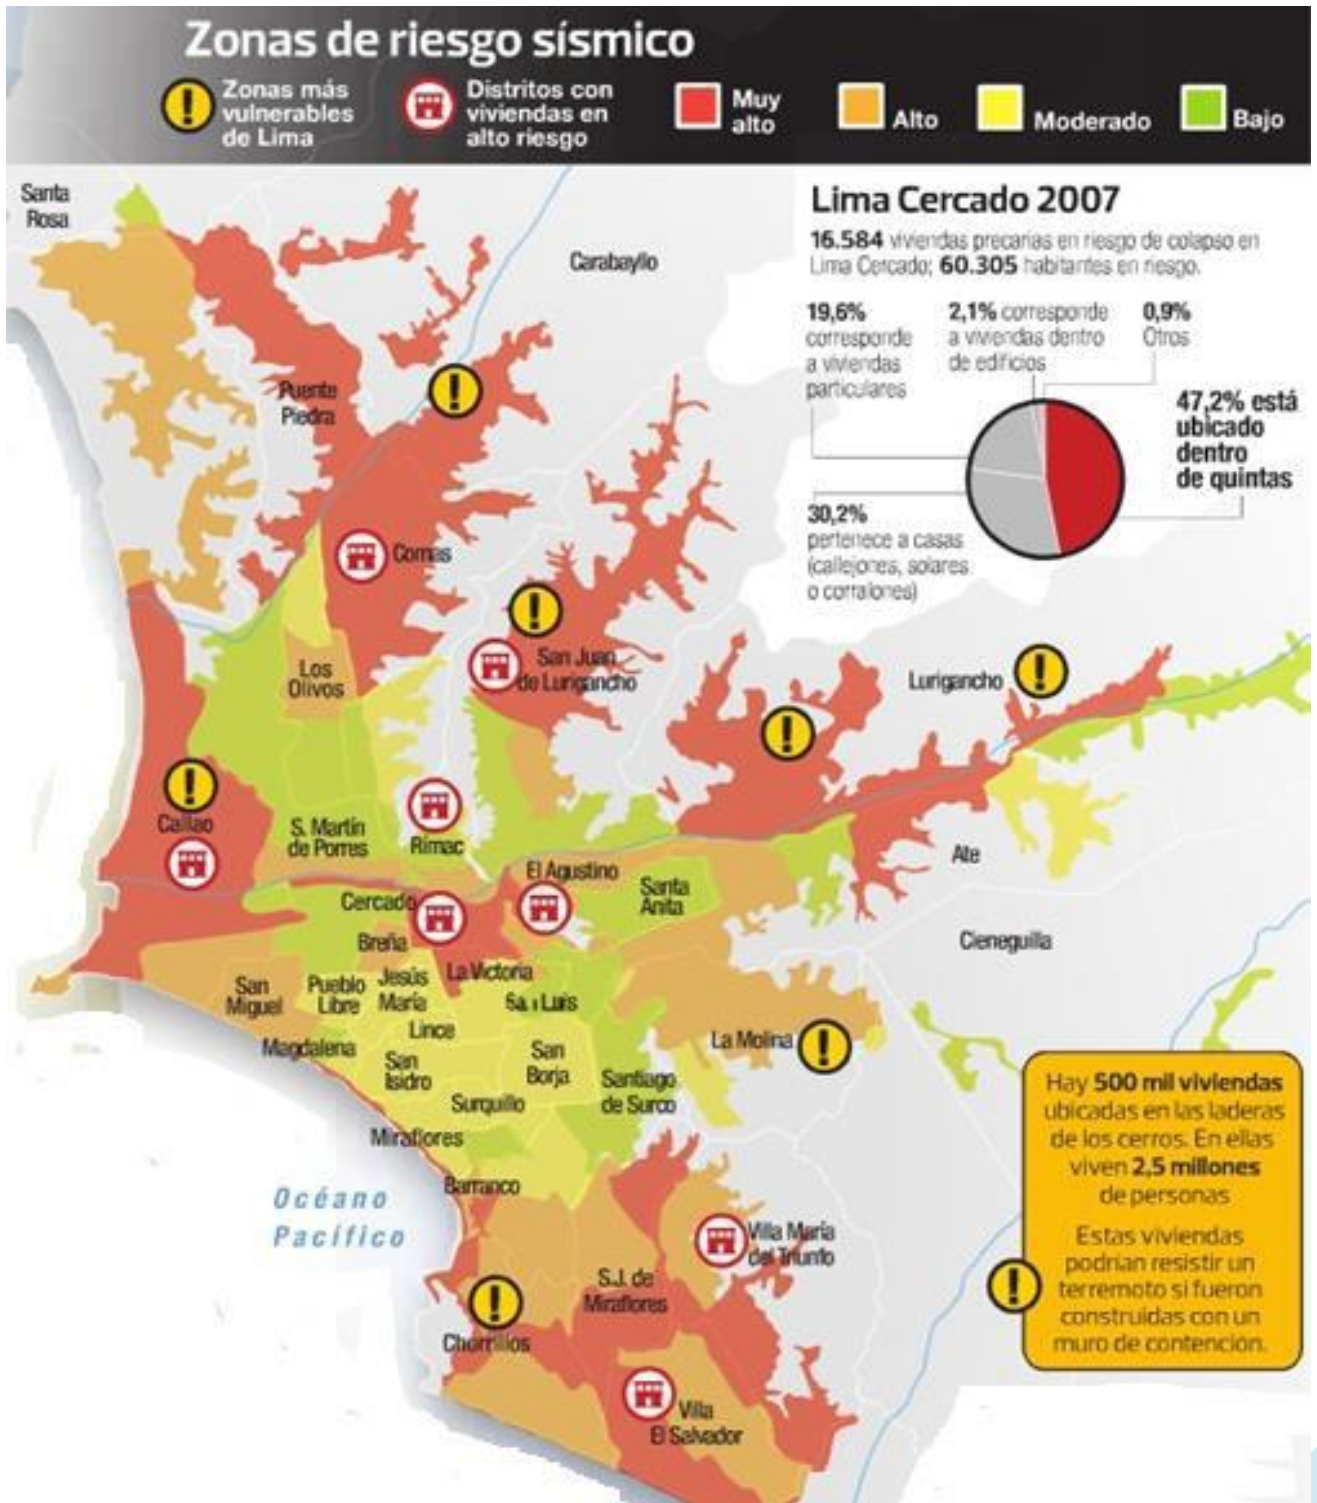 Zonas de riesgo sísmico
Zonas más
vulnerables
de Lima
Distritos con
viviendas en
alto riesgo
Muy
alto
Alto
Moderado
Bajo
Lima Cercado 2007
16.584 viviendas precarias en riesgo de colapso en
Lima Cercado; 60.305 habitantes en riesgo.
19,6%
corresponde
a viviendas
particulares
2,1% corresponde
a viviendas dentro
de edificios
0,9%
Otros
47,2% está
ubicado
dentro
de quintas
30,2%
pertenece a casas
(callejones, solares
o corralones)
Santa
Rosa
Carabayllo
Puente
Piedra
Comas
San Juan
de Lurigancho
Los
Olivos
Lurigancho
Callao
S. Martín
de Porres
Rímac
Ate
El Agustino
Santa
Anita
Cercado
Breña
Cieneguilla
San
Miguel
Pueblo
Libre
Jesús
María
La Victoria
Luis
Lince
Magdalena
San
Isidro
San
Borja
La Molina
Surquillo
Santiago
de Surco
Miraflores
Barranco
Océano
Pacífico
Villa María
del Triunfo
S.J. de
Miraflores
Chorrillos
Villa
El Salvador
Hay 500 mil viviendas
ubicadas en las laderas
de los cerros. En ellas
viven 2,5 millones
de personas
Estas viviendas
podrían resistir un
terremoto si fueron
construidas con un
muro de contención.